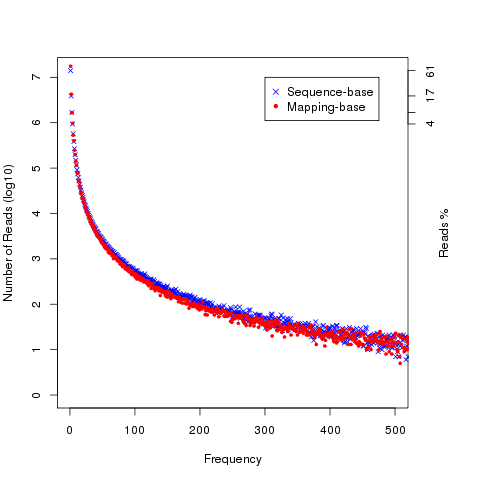 Sequence-base
Mapping-base
Number of Reads (log10)
7
6
5
4
3
2
1
0
61
17
4
Reads %
0 100 200 300 400 500
Frequency